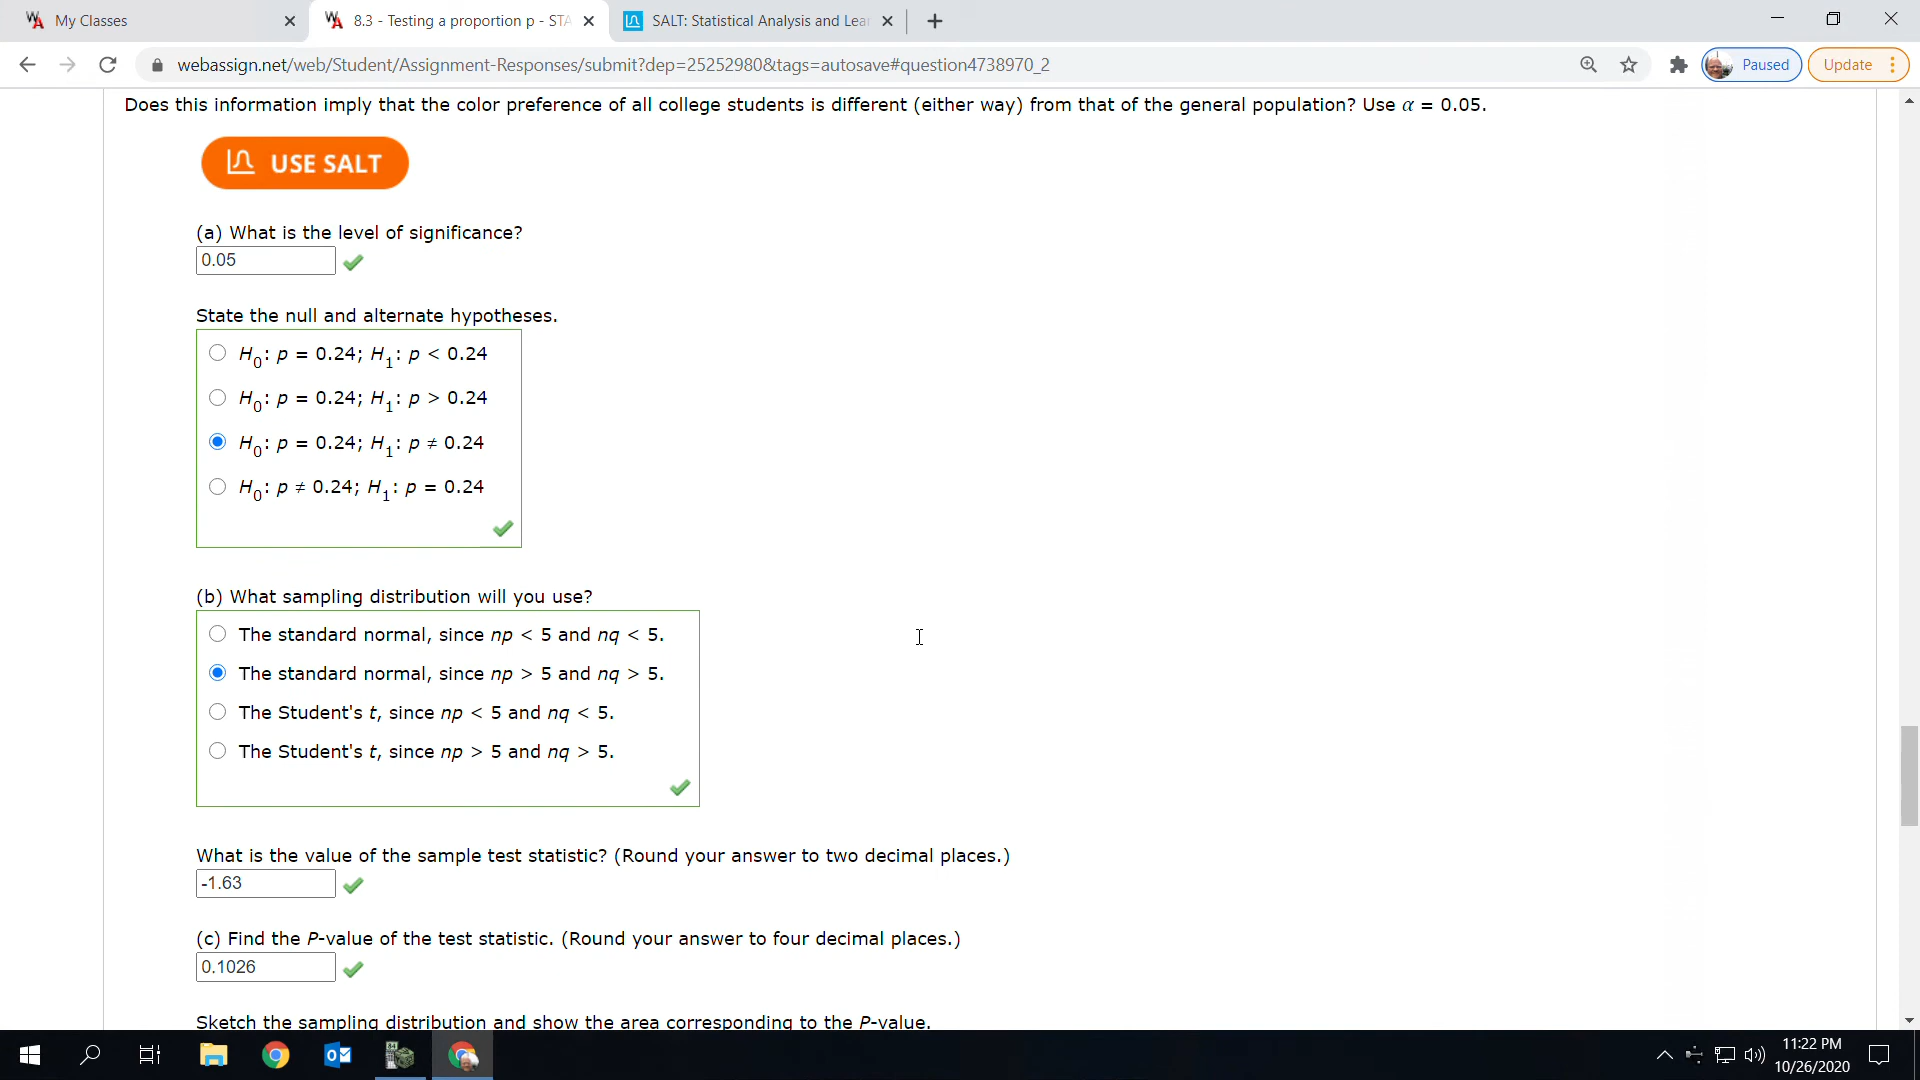 My Classes
8.3 - Testing a proportion p - STA
SALT: Statistical Analysis and Lear
webassign.net/web/Student/Assignment-Responses/submit?dep=25252980&tags=autosave#question4738970_2
Paused
Update
Does this information imply that the color preference of all college students is different (either way) from that of the general population? Use α = 0.05.
USE SALT
(a) What is the level of significance?
0.05
State the null and alternate hypotheses.
H0: p = 0.24; H1: p < 0.24
H0: p = 0.24; H1: p > 0.24
H0: p = 0.24; H1: p ≠ 0.24
H0: p ≠ 0.24; H1: p = 0.24
(b) What sampling distribution will you use?
The standard normal, since np < 5 and nq < 5.
The standard normal, since np > 5 and nq > 5.
The Student's t, since np < 5 and nq < 5.
The Student's t, since np > 5 and nq > 5.
What is the value of the sample test statistic? (Round your answer to two decimal places.)
-1.63
(c) Find the P-value of the test statistic. (Round your answer to four decimal places.)
0.1026
Sketch the sampling distribution and show the area corresponding to the P-value.
11:22 PM
10/26/2020